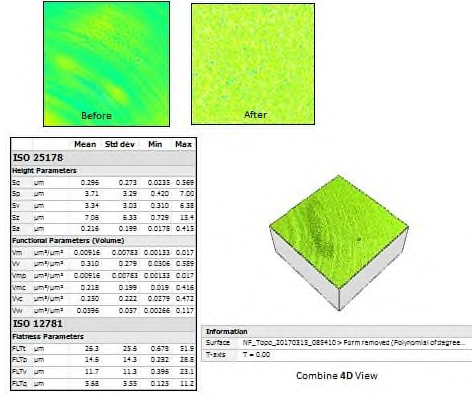 Before
After
Mean Std dev Min Max
ISO 25178
Height Parameters
Sq µm 0.296 0.273 0.0235 0.569
Sp µm 3.71 3.29 0.420 7.00
Sv µm 3.34 3.03 0.310 6.38
Sz µm 7.06 6.33 0.729 13.4
Sa µm 0.216 0.199 0.0178 0.415
Functional Parameters (Volume)
Vm µm³/µm² 0.00916 0.00783 0.00133 0.017
Vv µm³/µm² 0.310 0.279 0.0306 0.589
Vmp µm³/µm² 0.00916 0.00783 0.00133 0.017
Vmc µm³/µm² 0.218 0.199 0.019 0.416
Vvc µm³/µm² 0.250 0.222 0.0279 0.472
Vvv µm³/µm² 0.0596 0.057 0.00266 0.117
ISO 12781
Flatness Parameters
FLTt µm 26.3 25.6 0.678 51.9
FLTp µm 14.6 14.3 0.282 28.8
FLTv µm 11.7 11.3 0.396 23.1
FLTq µm 5.68 5.55 0.125 11.2
Information
Surface NF_Topo_20170315_085410 > Form removed (Polynomial of degree...
T-axis T = 0.00
Combine 4D View